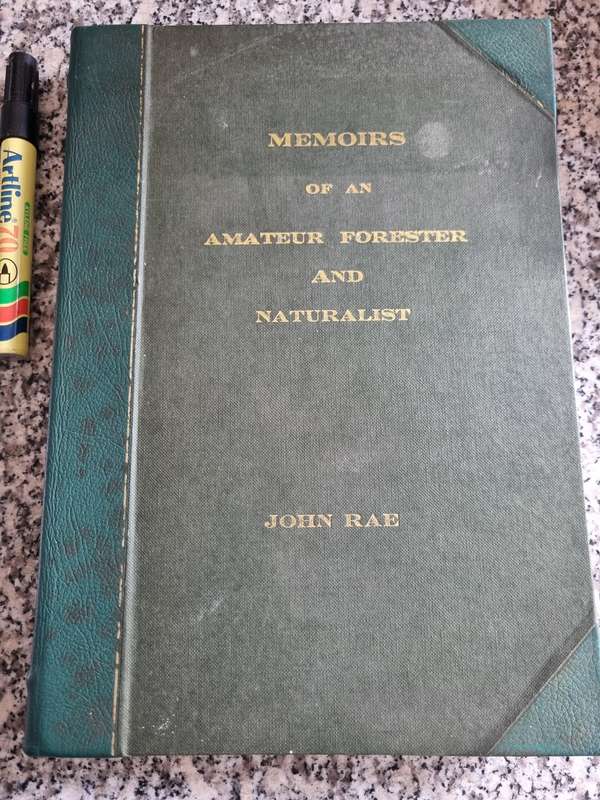 MEMOIRS
OF AN
AMATEUR FORESTER
AND
NATURALIST
JOHN RAE
Artline 70